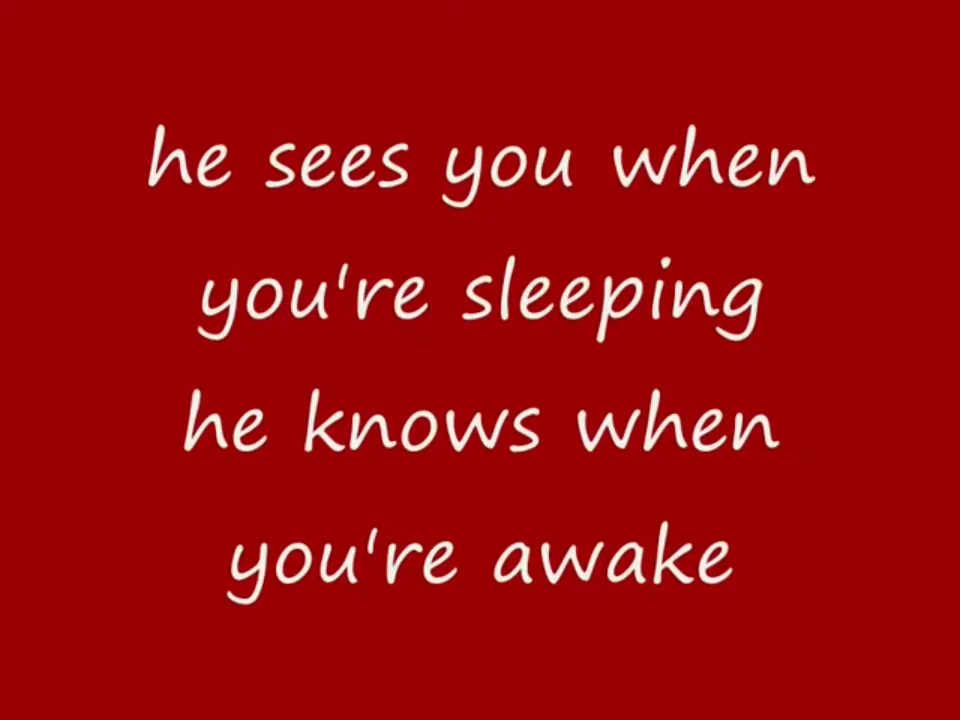 he sees you when
you're sleeping
he knows when
you're awake